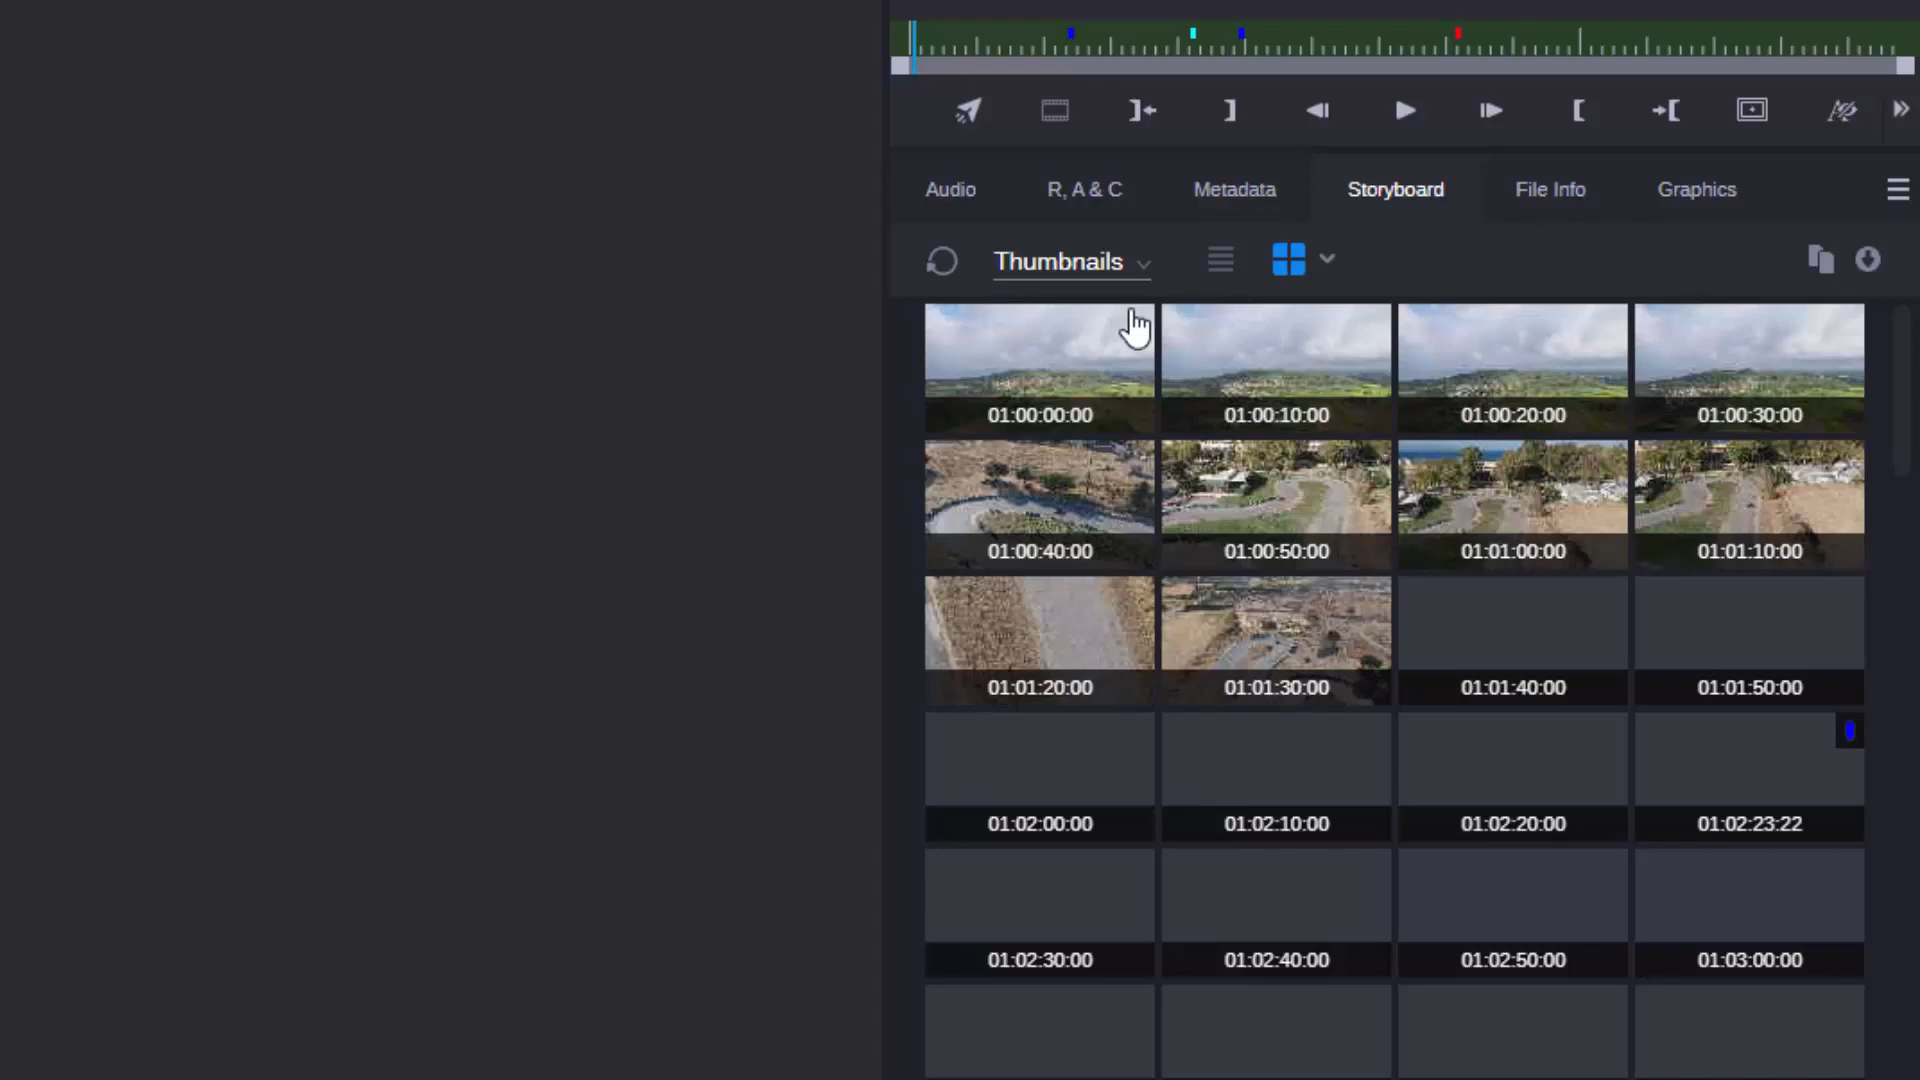 Audio R, A & C Metadata Storyboard File Info Graphics
Thumbnails
01:00:00:00 01:00:10:00 01:00:20:00 01:00:30:00
01:00:40:00 01:00:50:00 01:01:00:00 01:01:10:00
01:01:20:00 01:01:30:00 01:01:40:00 01:01:50:00
01:02:00:00 01:02:10:00 01:02:20:00 01:02:23:22
01:02:30:00 01:02:40:00 01:02:50:00 01:03:00:00